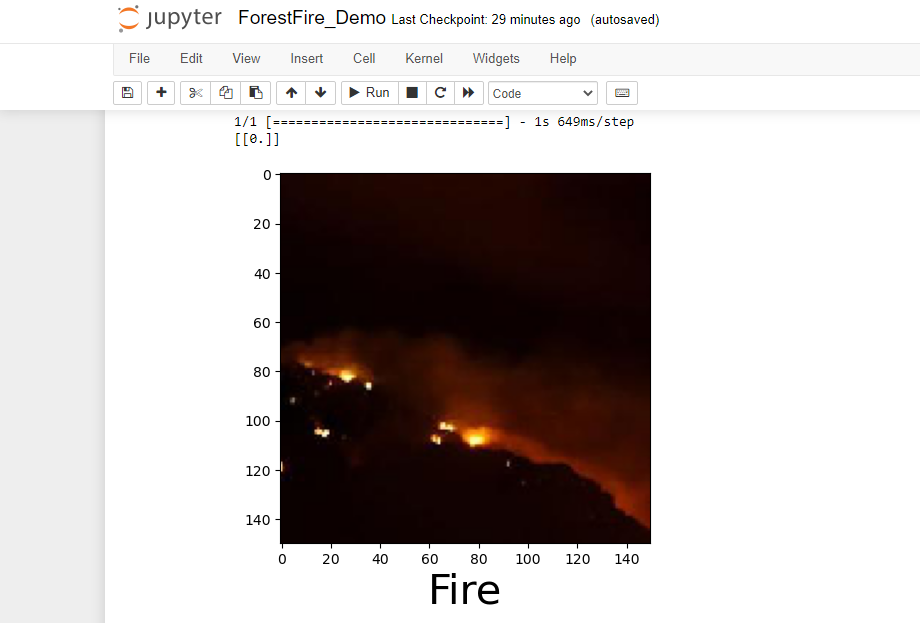 jupyter ForestFire_Demo Last Checkpoint: 29 minutes ago (autosaved)
File Edit View Insert Cell Kernel Widgets Help
Run Code
1/1 [==============================] - 1s 649ms/step
[[0.]]
0
20
40
60
80
100
120
140
0 20 40 60 80 100 120 140
Fire